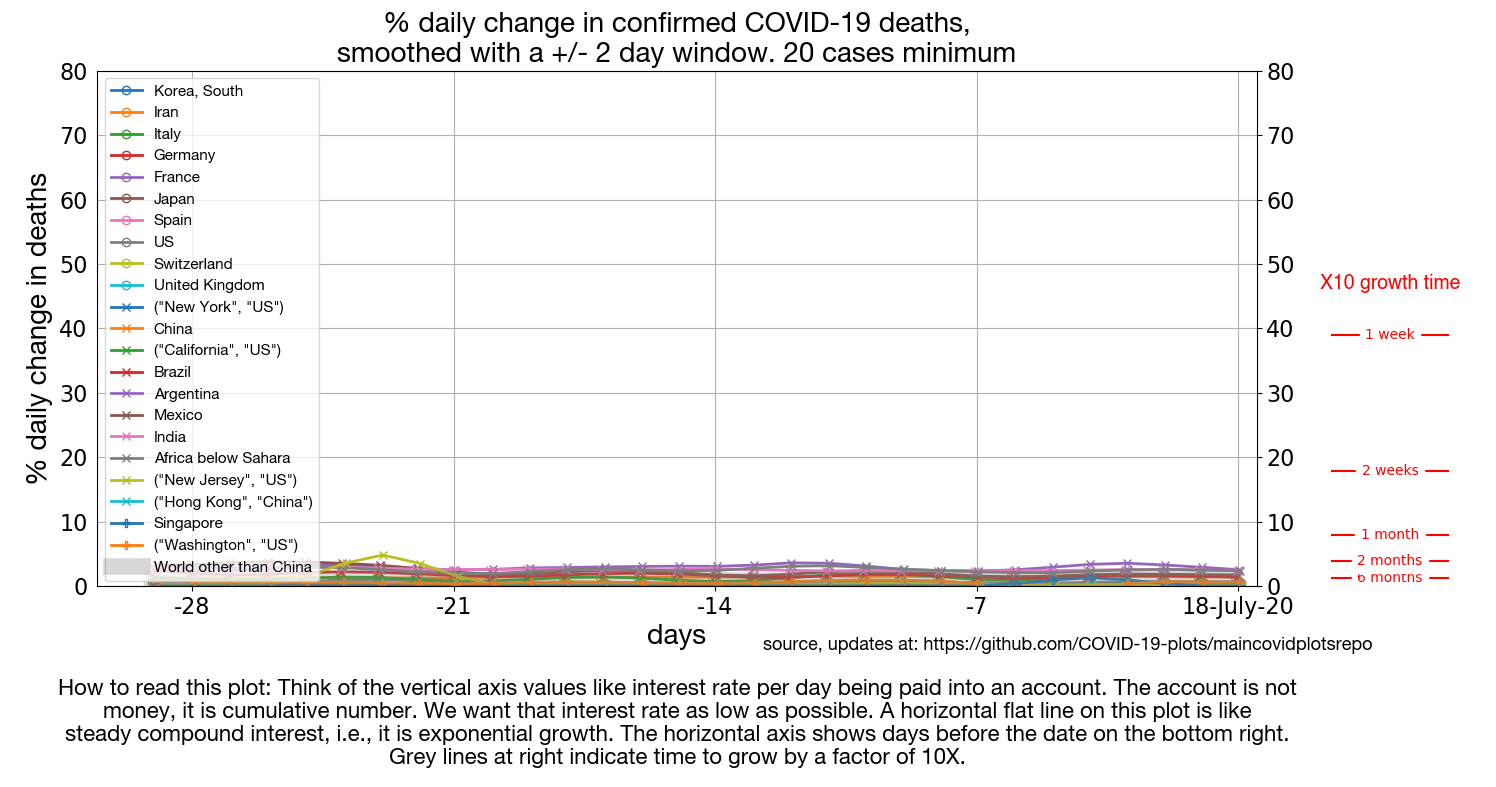 % daily change in confirmed COVID-19 deaths,
smoothed with a +/- 2 day window. 20 cases minimum
% daily change in deaths
80
70
60
50
40
30
20
10
0
Korea, South
Iran
Italy
Germany
France
Japan
Spain
US
Switzerland
United Kingdom
("New York", "US")
China
("California", "US")
Brazil
Argentina
Mexico
India
Africa below Sahara
("New Jersey", "US")
("Hong Kong", "China")
Singapore
("Washington", "US")
World other than China
80
70
60
50
40
30
20
10
0
X10 growth time
1 week
2 weeks
1 month
2 months
6 months
-28
-21
-14
-7
18-July-20
days
source, updates at: https://github.com/COVID-19-plots/maincovidplotsrepo
How to read this plot: Think of the vertical axis values like interest rate per day being paid into an account. The account is not
money, it is cumulative number. We want that interest rate as low as possible. A horizontal flat line on this plot is like
steady compound interest, i.e., it is exponential growth. The horizontal axis shows days before the date on the bottom right.
Grey lines at right indicate time to grow by a factor of 10X.